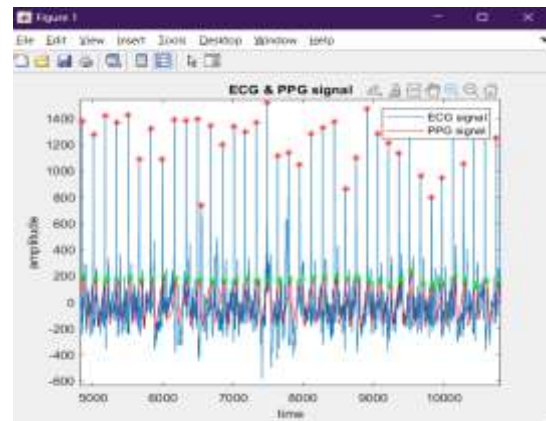 Figure 1
File Edit View Insert Tools Desktop Window Help
ECG & PPG signal
ECG signal
PPG signal
1400
1200
1000
800
600
400
200
0
-200
-400
-600
amplitude
5000 6000 7000 8000 9000 10000
time